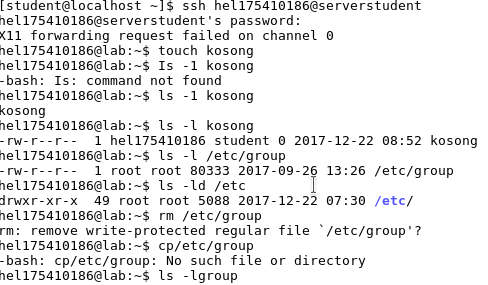 [student@localhost ~]$ ssh hel175410186@serverstudent
hel175410186@serverstudent's password:
X11 forwarding request failed on channel 0
hel175410186@lab:~$ touch kosong
hel175410186@lab:~$ Is -1 kosong
-bash: Is: command not found
hel175410186@lab:~$ ls -1 kosong
kosong
hel175410186@lab:~$ ls -l kosong
-rw-r--r--  1 hel175410186 student 0 2017-12-22 08:52 kosong
hel175410186@lab:~$ ls -l /etc/group
-rw-r--r--  1 root root 80333 2017-09-26 13:26 /etc/group
hel175410186@lab:~$ ls -ld /etc
drwxr-xr-x  49 root root 5088 2017-12-22 07:30 /etc/
hel175410186@lab:~$ rm /etc/group
rm: remove write-protected regular file `/etc/group'?
hel175410186@lab:~$ cp/etc/group
-bash: cp/etc/group: No such file or directory
hel175410186@lab:~$ ls -lgroup